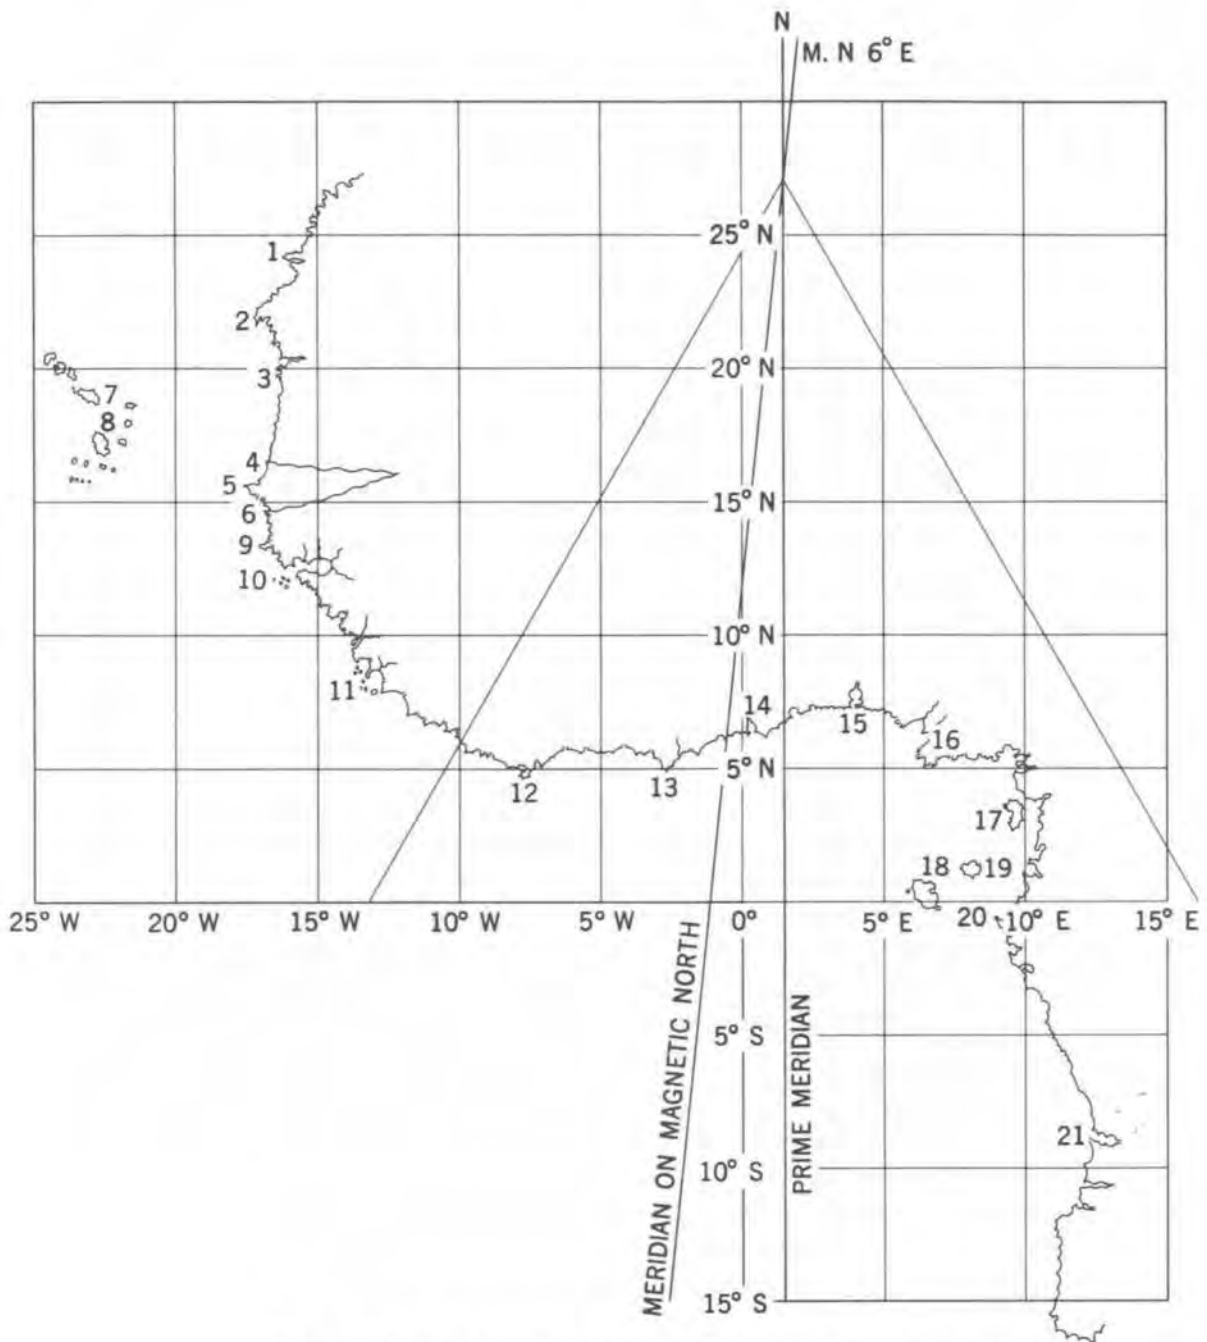 N
M. N 6° E
25° N
1
2
20° N
3
7
8
4
5
15° N
6
9
10
10° N
11
14
15
16
5° N
12
13
17
18
19
25° W
20° W
15° W
10° W
5° W
0°
5° E
20
10° E
15° E
MERIDIAN ON MAGNETIC NORTH
PRIME MERIDIAN
5° S
21
10° S
15° S